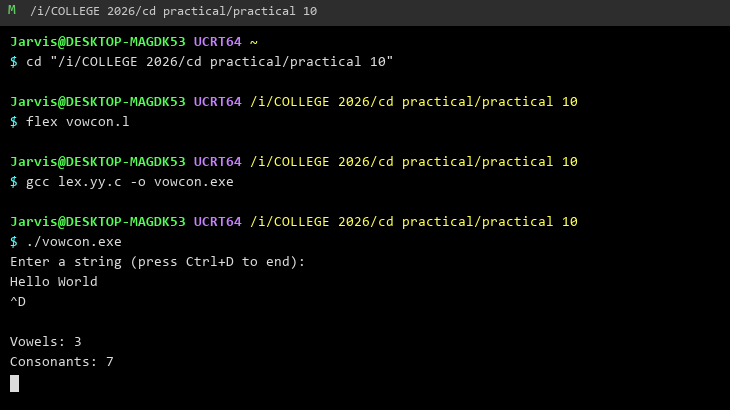 M /i/COLLEGE 2026/cd practical/practical 10
Jarvis@DESKTOP-MAGDK53 UCRT64 ~
$ cd "/i/COLLEGE 2026/cd practical/practical 10"
Jarvis@DESKTOP-MAGDK53 UCRT64 /i/COLLEGE 2026/cd practical/practical 10
$ flex vowcon.l
Jarvis@DESKTOP-MAGDK53 UCRT64 /i/COLLEGE 2026/cd practical/practical 10
$ gcc lex.yy.c -o vowcon.exe
Jarvis@DESKTOP-MAGDK53 UCRT64 /i/COLLEGE 2026/cd practical/practical 10
$ ./vowcon.exe
Enter a string (press Ctrl+D to end):
Hello World
^D
Vowels: 3
Consonants: 7